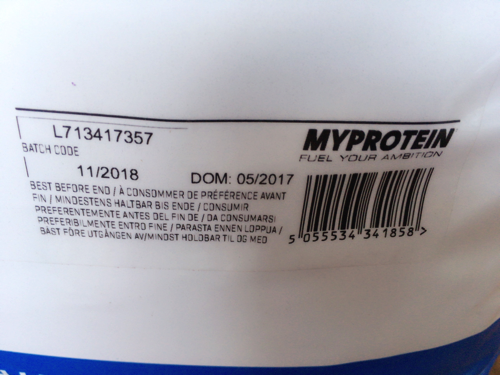 L713417357
BATCH CODE
11/2018 DOM: 05/2017
BEST BEFORE END / À CONSOMMER DE PRÉFÉRENCE AVANT
FIN / MINDESTENS HALTBAR BIS ENDE / CONSUMIR
PREFERENTEMENTE ANTES DEL FIN DE / DA CONSUMARSI
PREFERIBILMENTE ENTRO FINE / PARASTA ENNEN LOPPUA /
BÄST FÖRE UTGÅNGEN AV/MINDST HOLDBAR TIL OG MED
MYPROTEIN
FUEL YOUR AMBITION
5 055534 341858 >